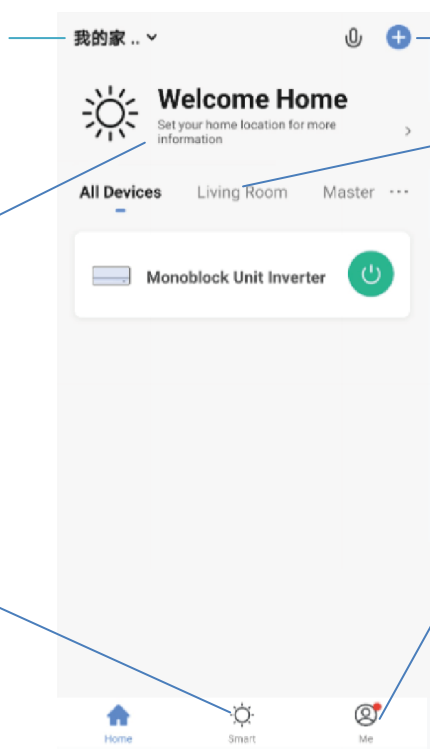 我的家 ..
Welcome Home
Set your home location for more
information
All Devices Living Room Master ...
Monoblock Unit Inverter
Home Smart Me